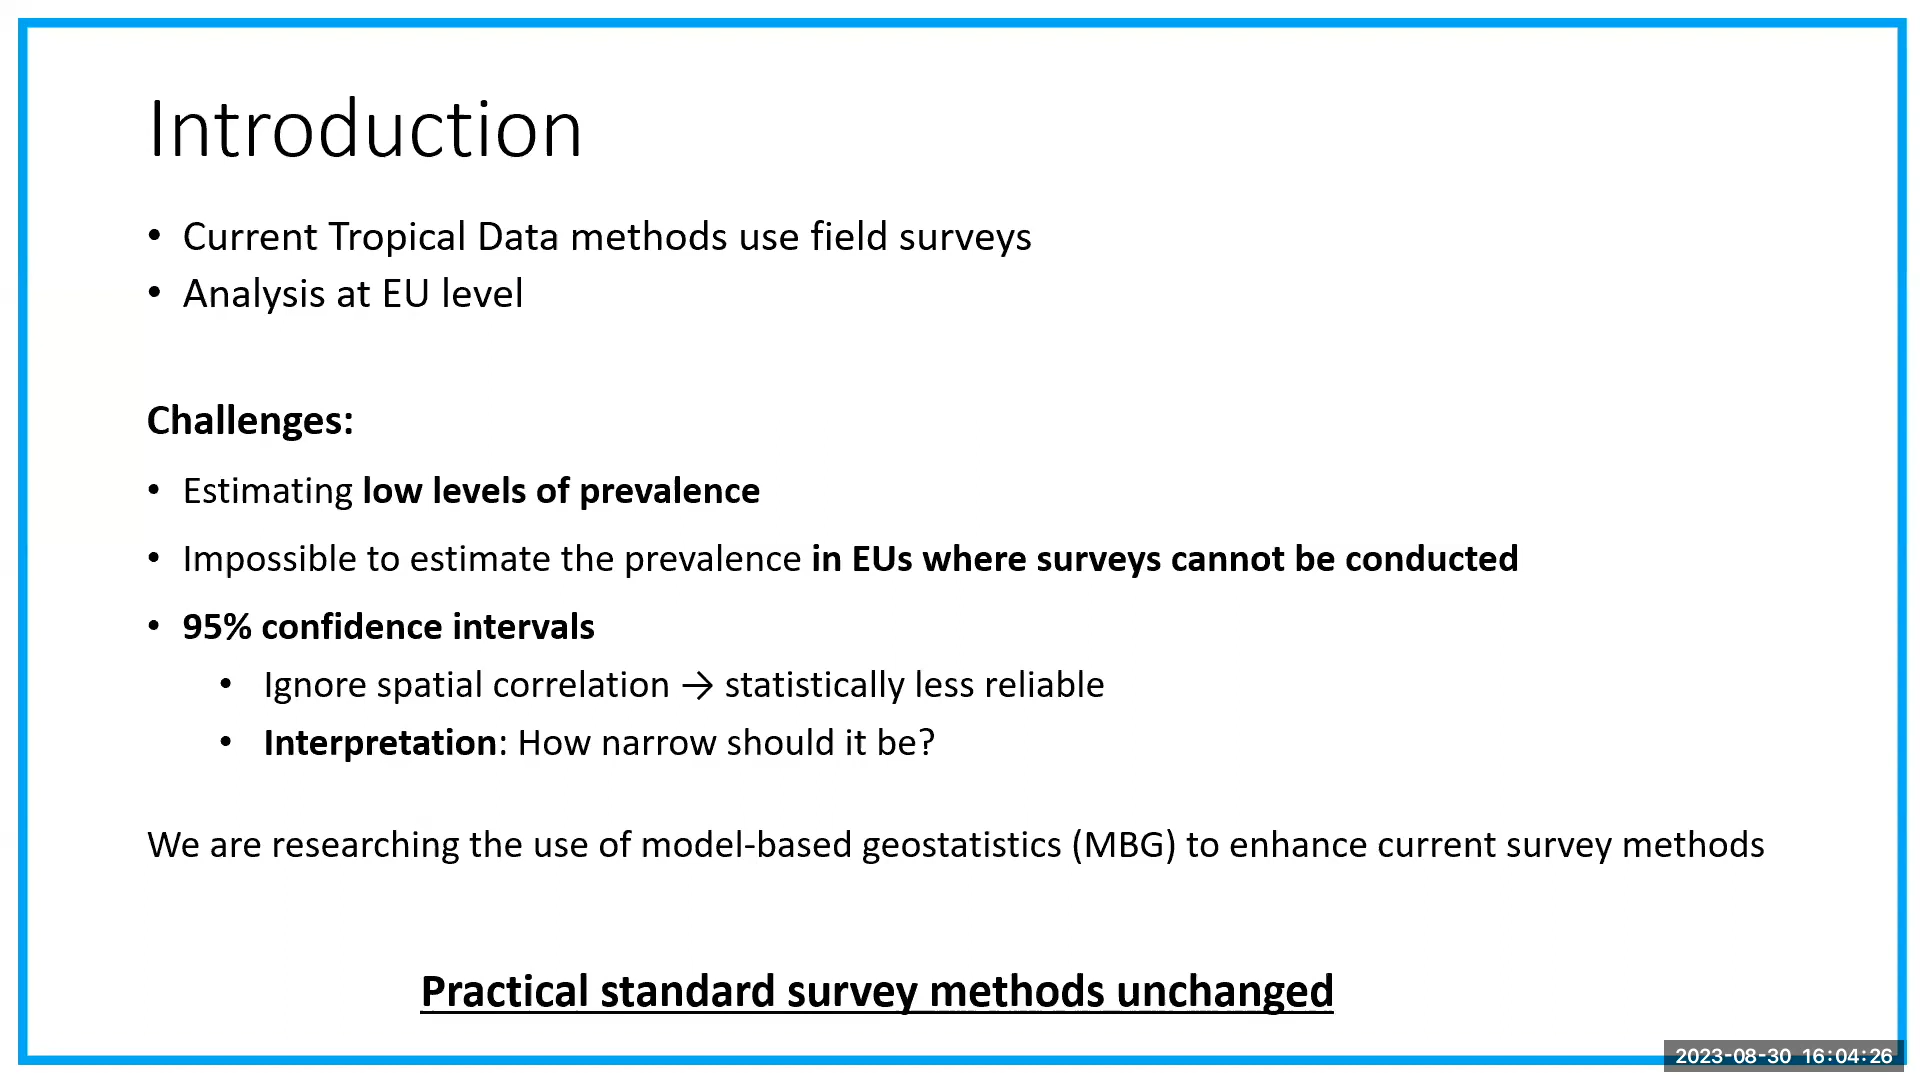 Introduction
• Current Tropical Data methods use field surveys
• Analysis at EU level
Challenges:
• Estimating low levels of prevalence
• Impossible to estimate the prevalence in EUs where surveys cannot be conducted
• 95% confidence intervals
• Ignore spatial correlation → statistically less reliable
• Interpretation: How narrow should it be?
We are researching the use of model-based geostatistics (MBG) to enhance current survey methods
Practical standard survey methods unchanged
2023-08-30 16:04:26